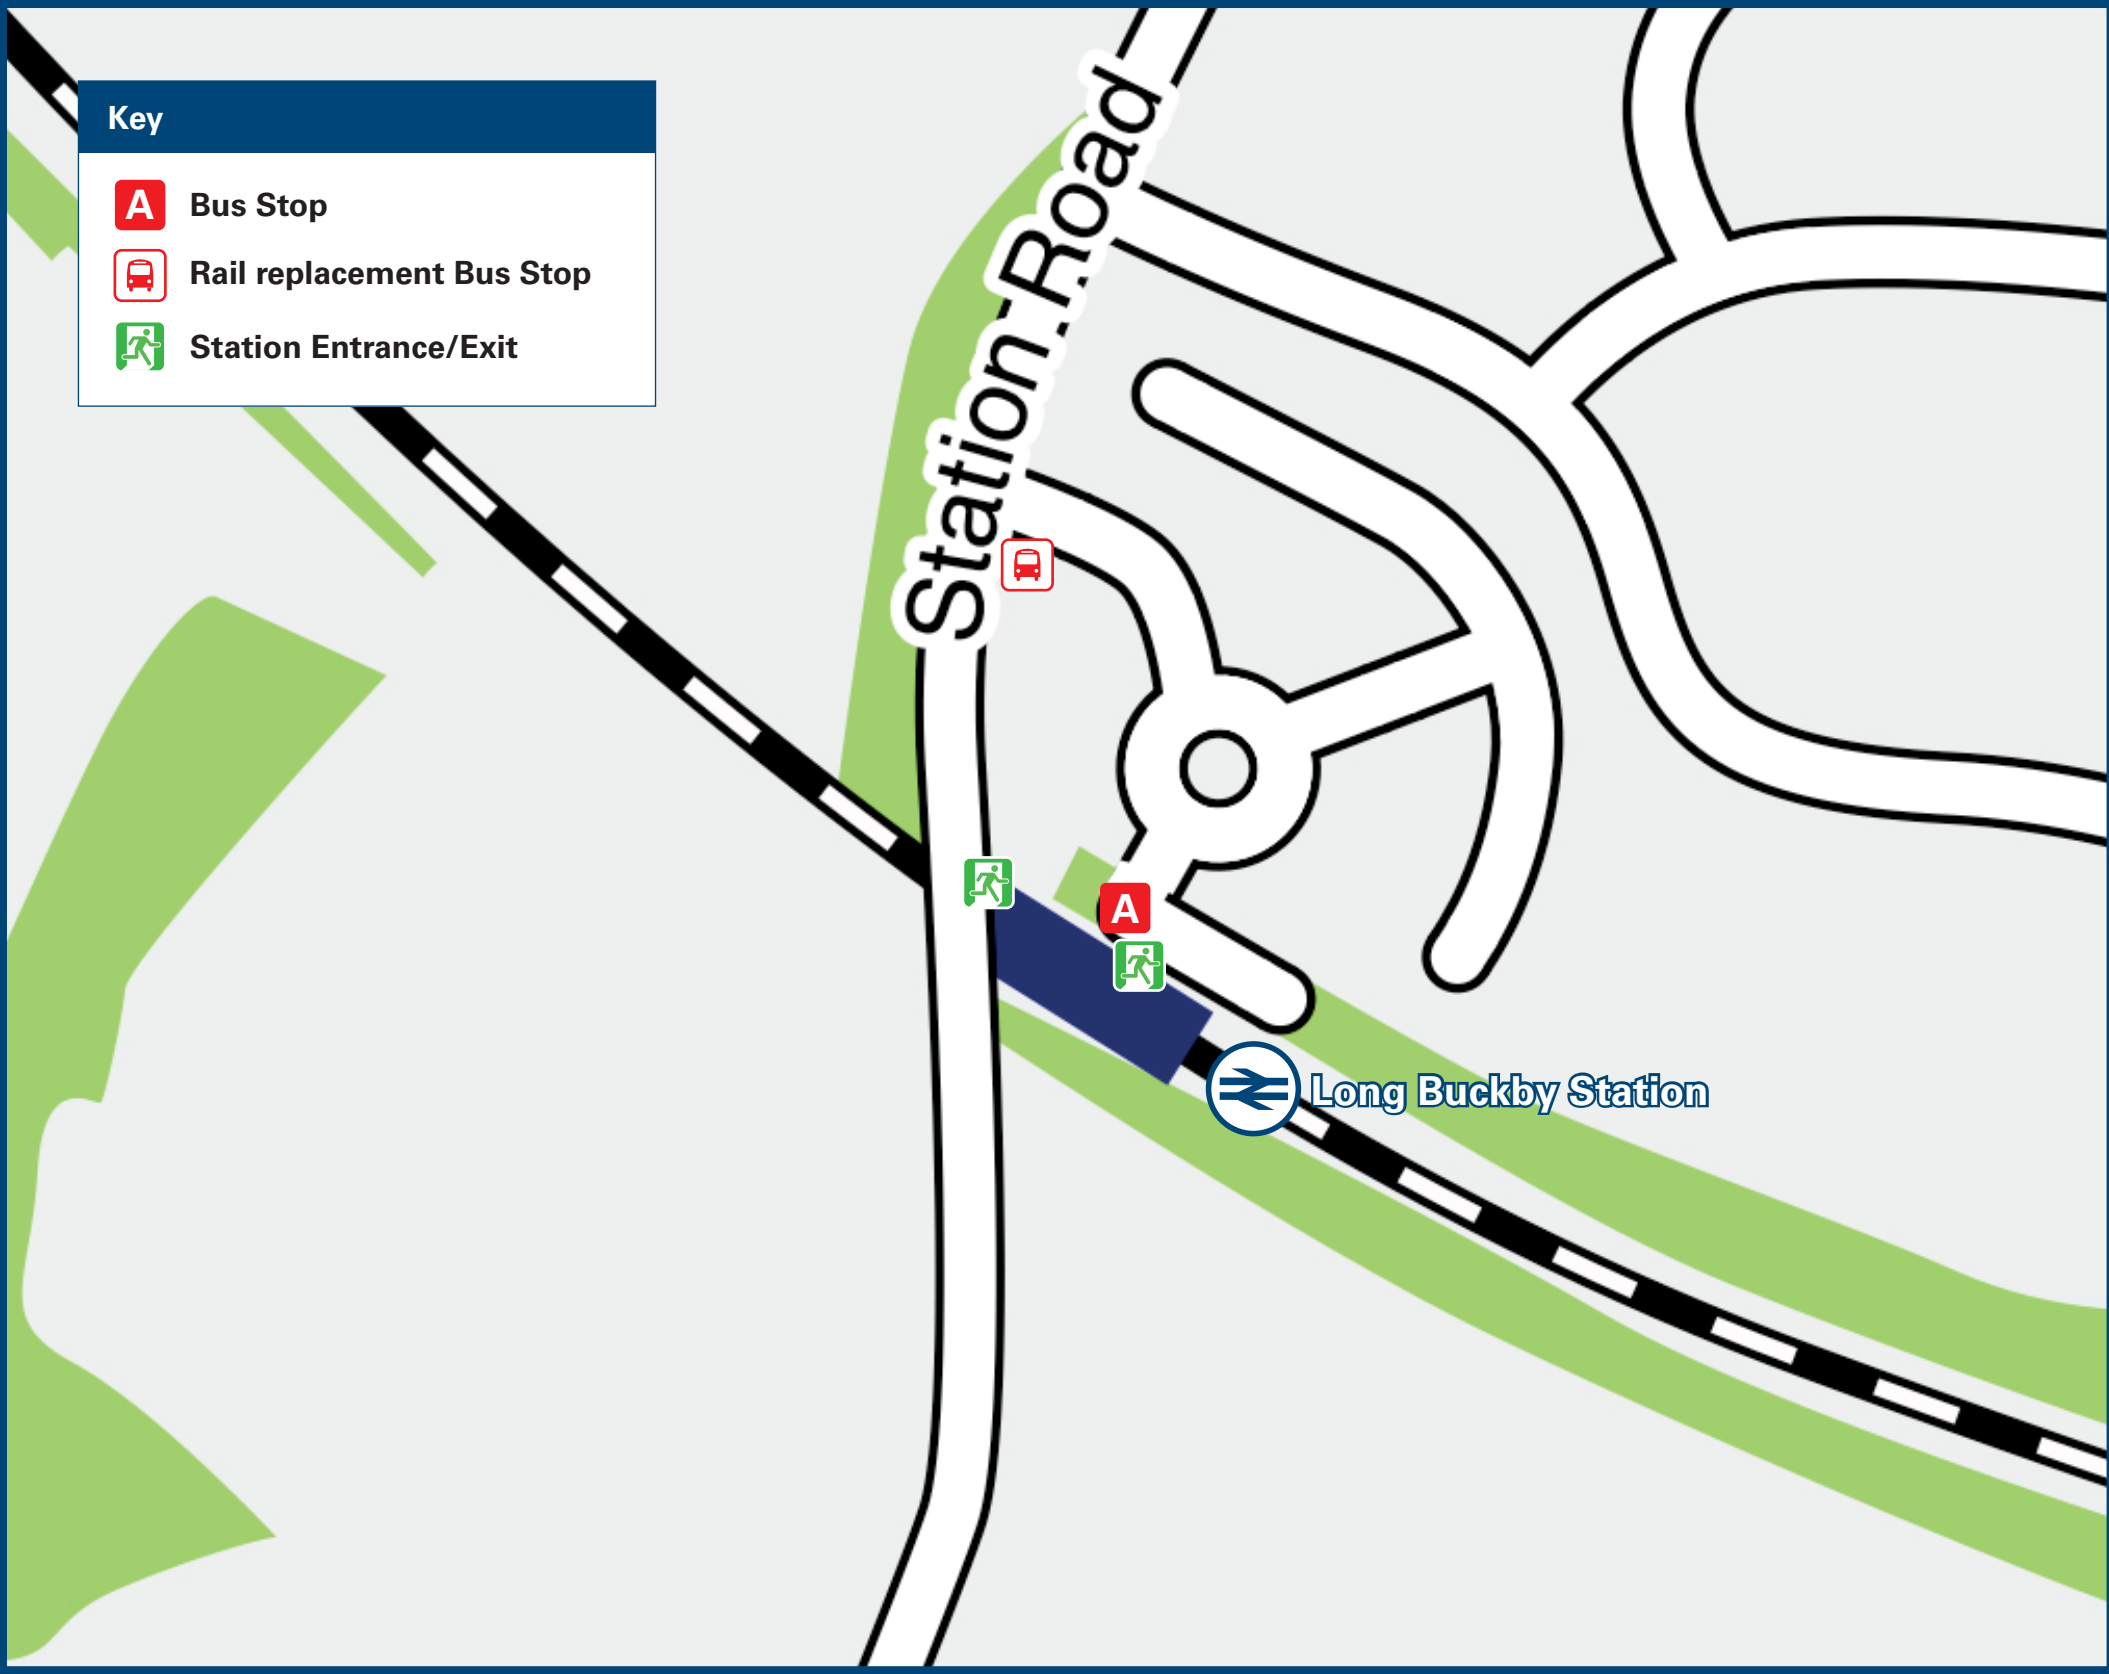 Key
A
Bus Stop
Rail replacement Bus Stop
Station Entrance/Exit
Station Road
A
Long Buckby Station